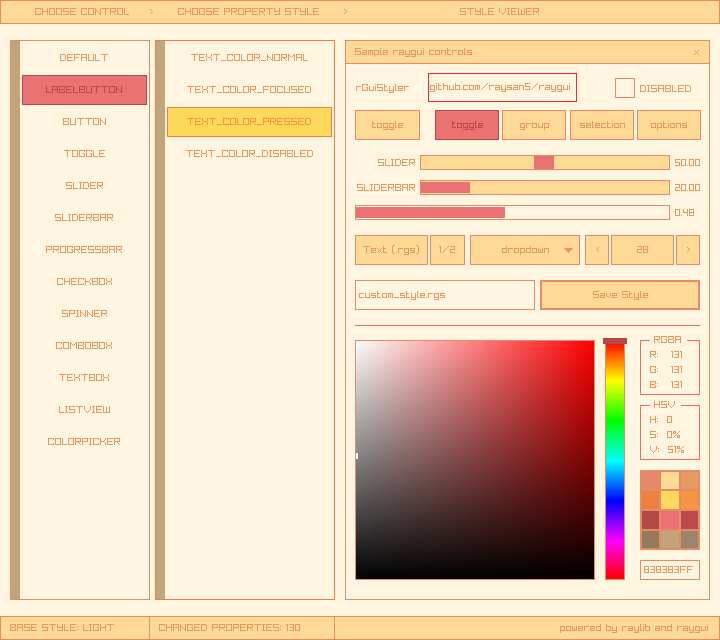 CHOOSE CONTROL > CHOOSE PROPERTY STYLE > STYLE VIEWER
DEFAULT
LABELBUTTON
BUTTON
TOGGLE
SLIDER
SLIDERBAR
PROGRESSBAR
CHECKBOX
SPINNER
COMBOBOX
TEXTBOX
LISTVIEW
COLORPICKER
TEXT_COLOR_NORMAL
TEXT_COLOR_FOCUSED
TEXT_COLOR_PRESSED
TEXT_COLOR_DISABLED
Sample raygui controls ×
rGuiStyler github.com/raysan5/raygui DISABLED
toggle toggle group selection options
SLIDER 50.00
SLIDERBAR 20.00
0.48
Text (.rgs) 1/2 dropdown < 28 >
custom_style.rgs Save Style
RGBA
R: 131
G: 131
B: 131
HSV
H: 0
S: 0%
V: 51%
838383FF
BASE STYLE: LIGHT CHANGED PROPERTIES: 130 powered by raylib and raygui